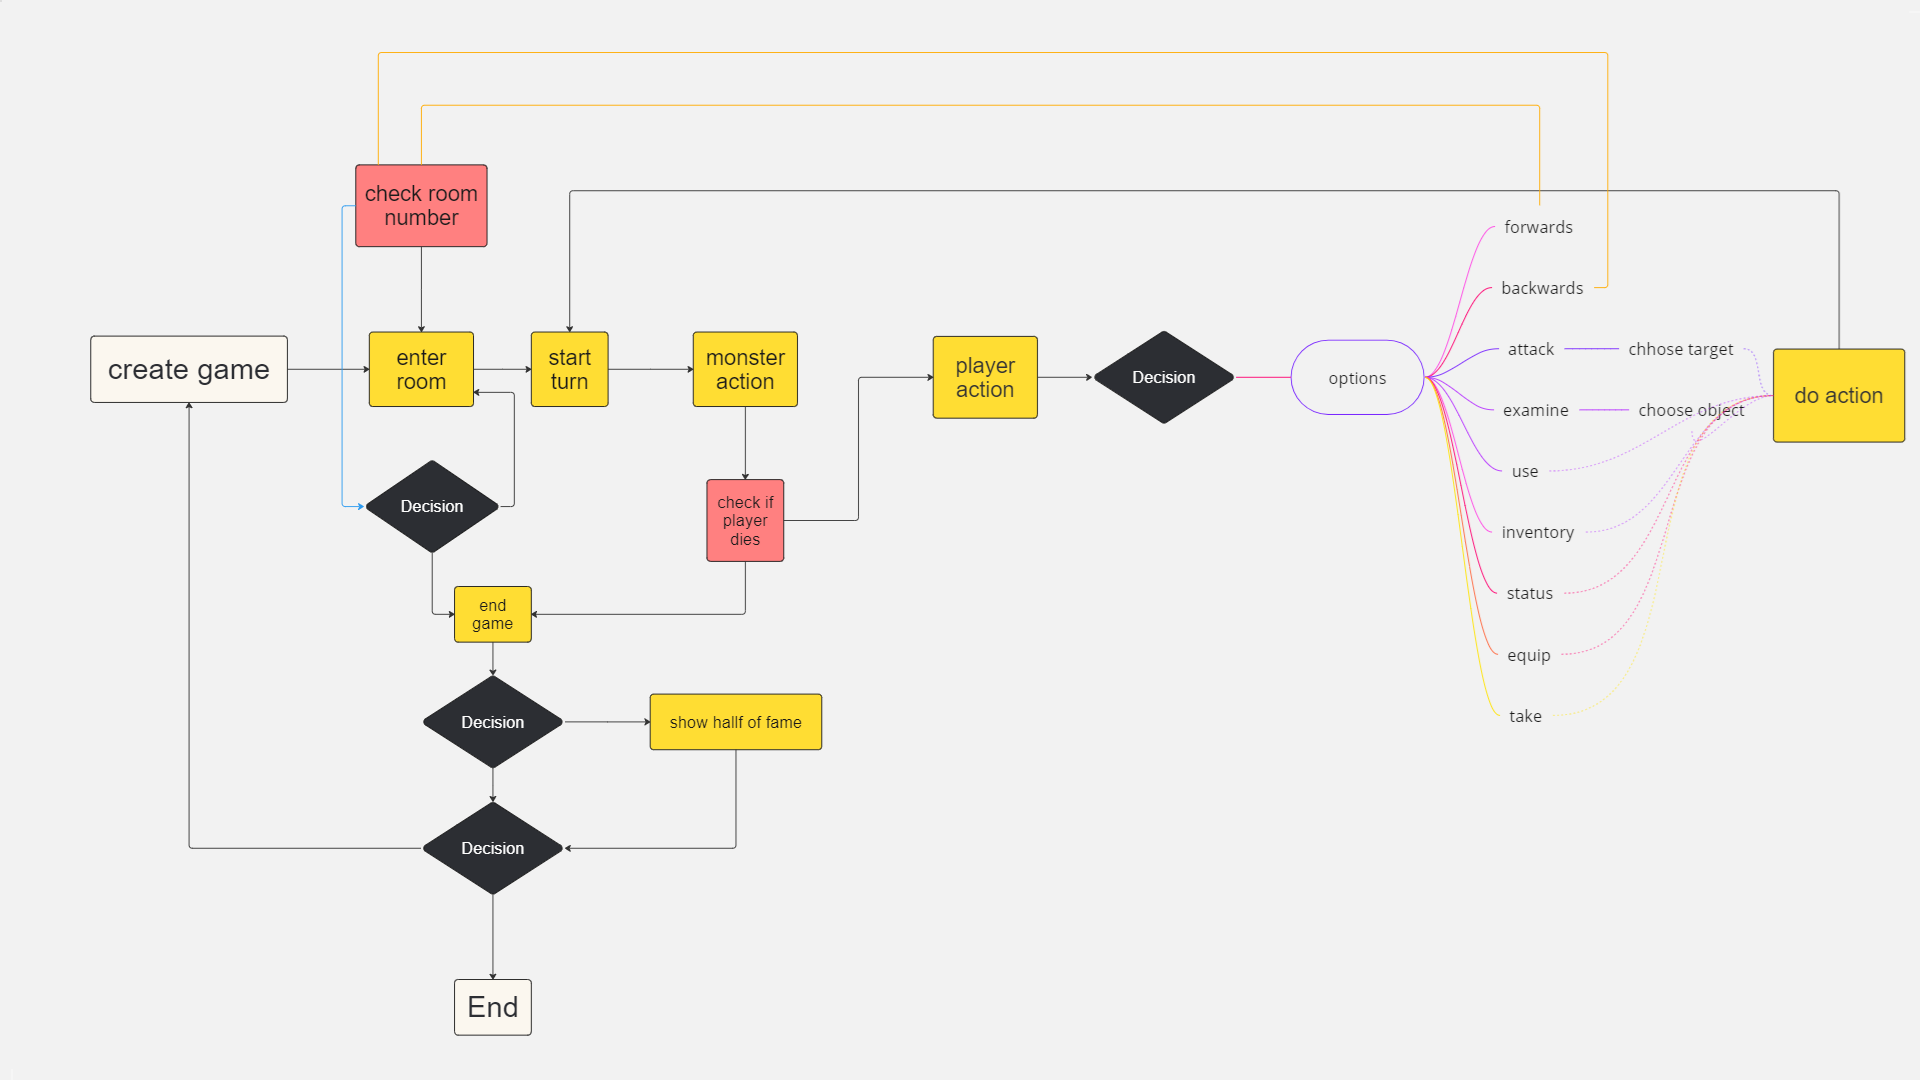 check room
number
forwards
backwards
create game
enter
room
start
turn
monster
action
player
action
Decision
options
attack
chhose target
examine
choose object
do action
use
Decision
check if
player
dies
inventory
status
end
game
equip
take
Decision
show hallf of fame
Decision
End